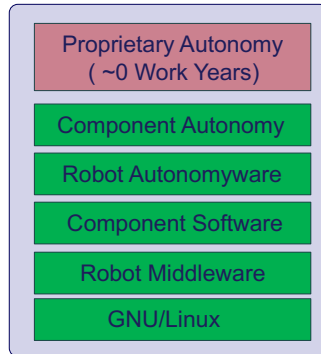 Proprietary Autonomy
( ~0 Work Years)
Component Autonomy
Robot Autonomyware
Component Software
Robot Middleware
GNU/Linux